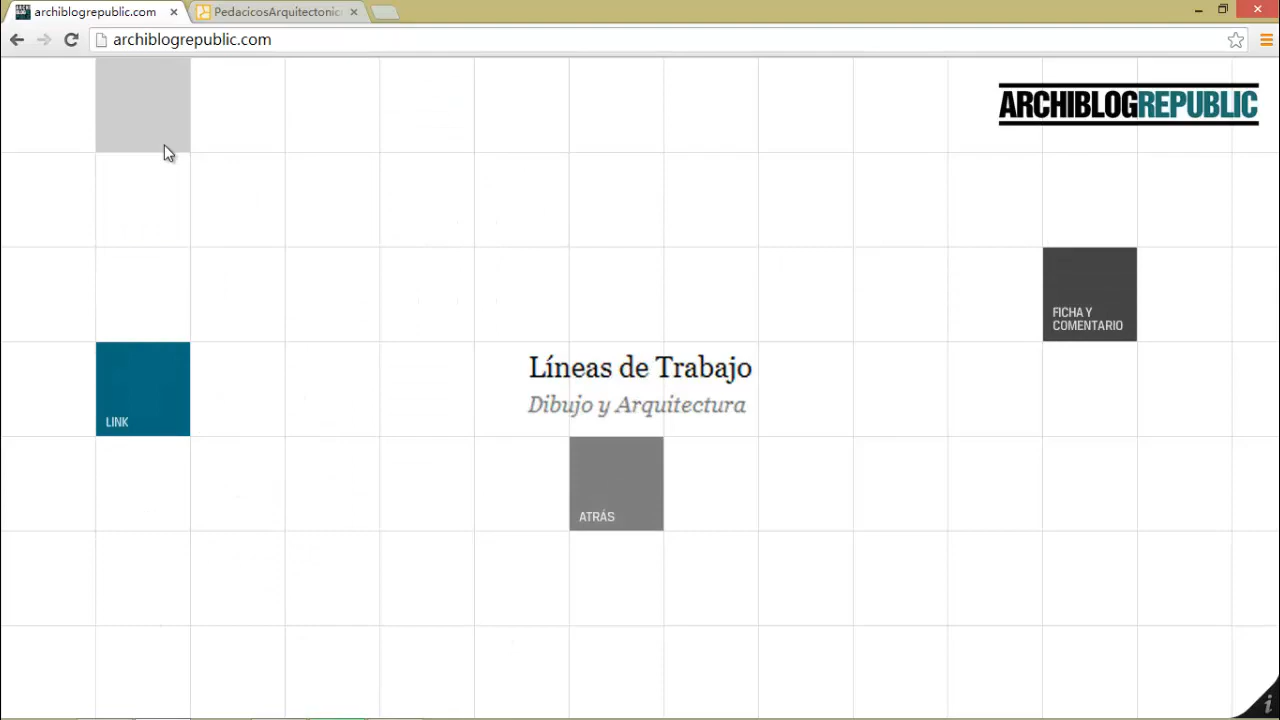 archiblogrepublic.com
PedacicosArquitectonic
archiblogrepublic.com
ARCHIBLOGREPUBLIC
FICHA Y
COMENTARIO
Líneas de Trabajo
Dibujo y Arquitectura
LINK
ATRÁS
i